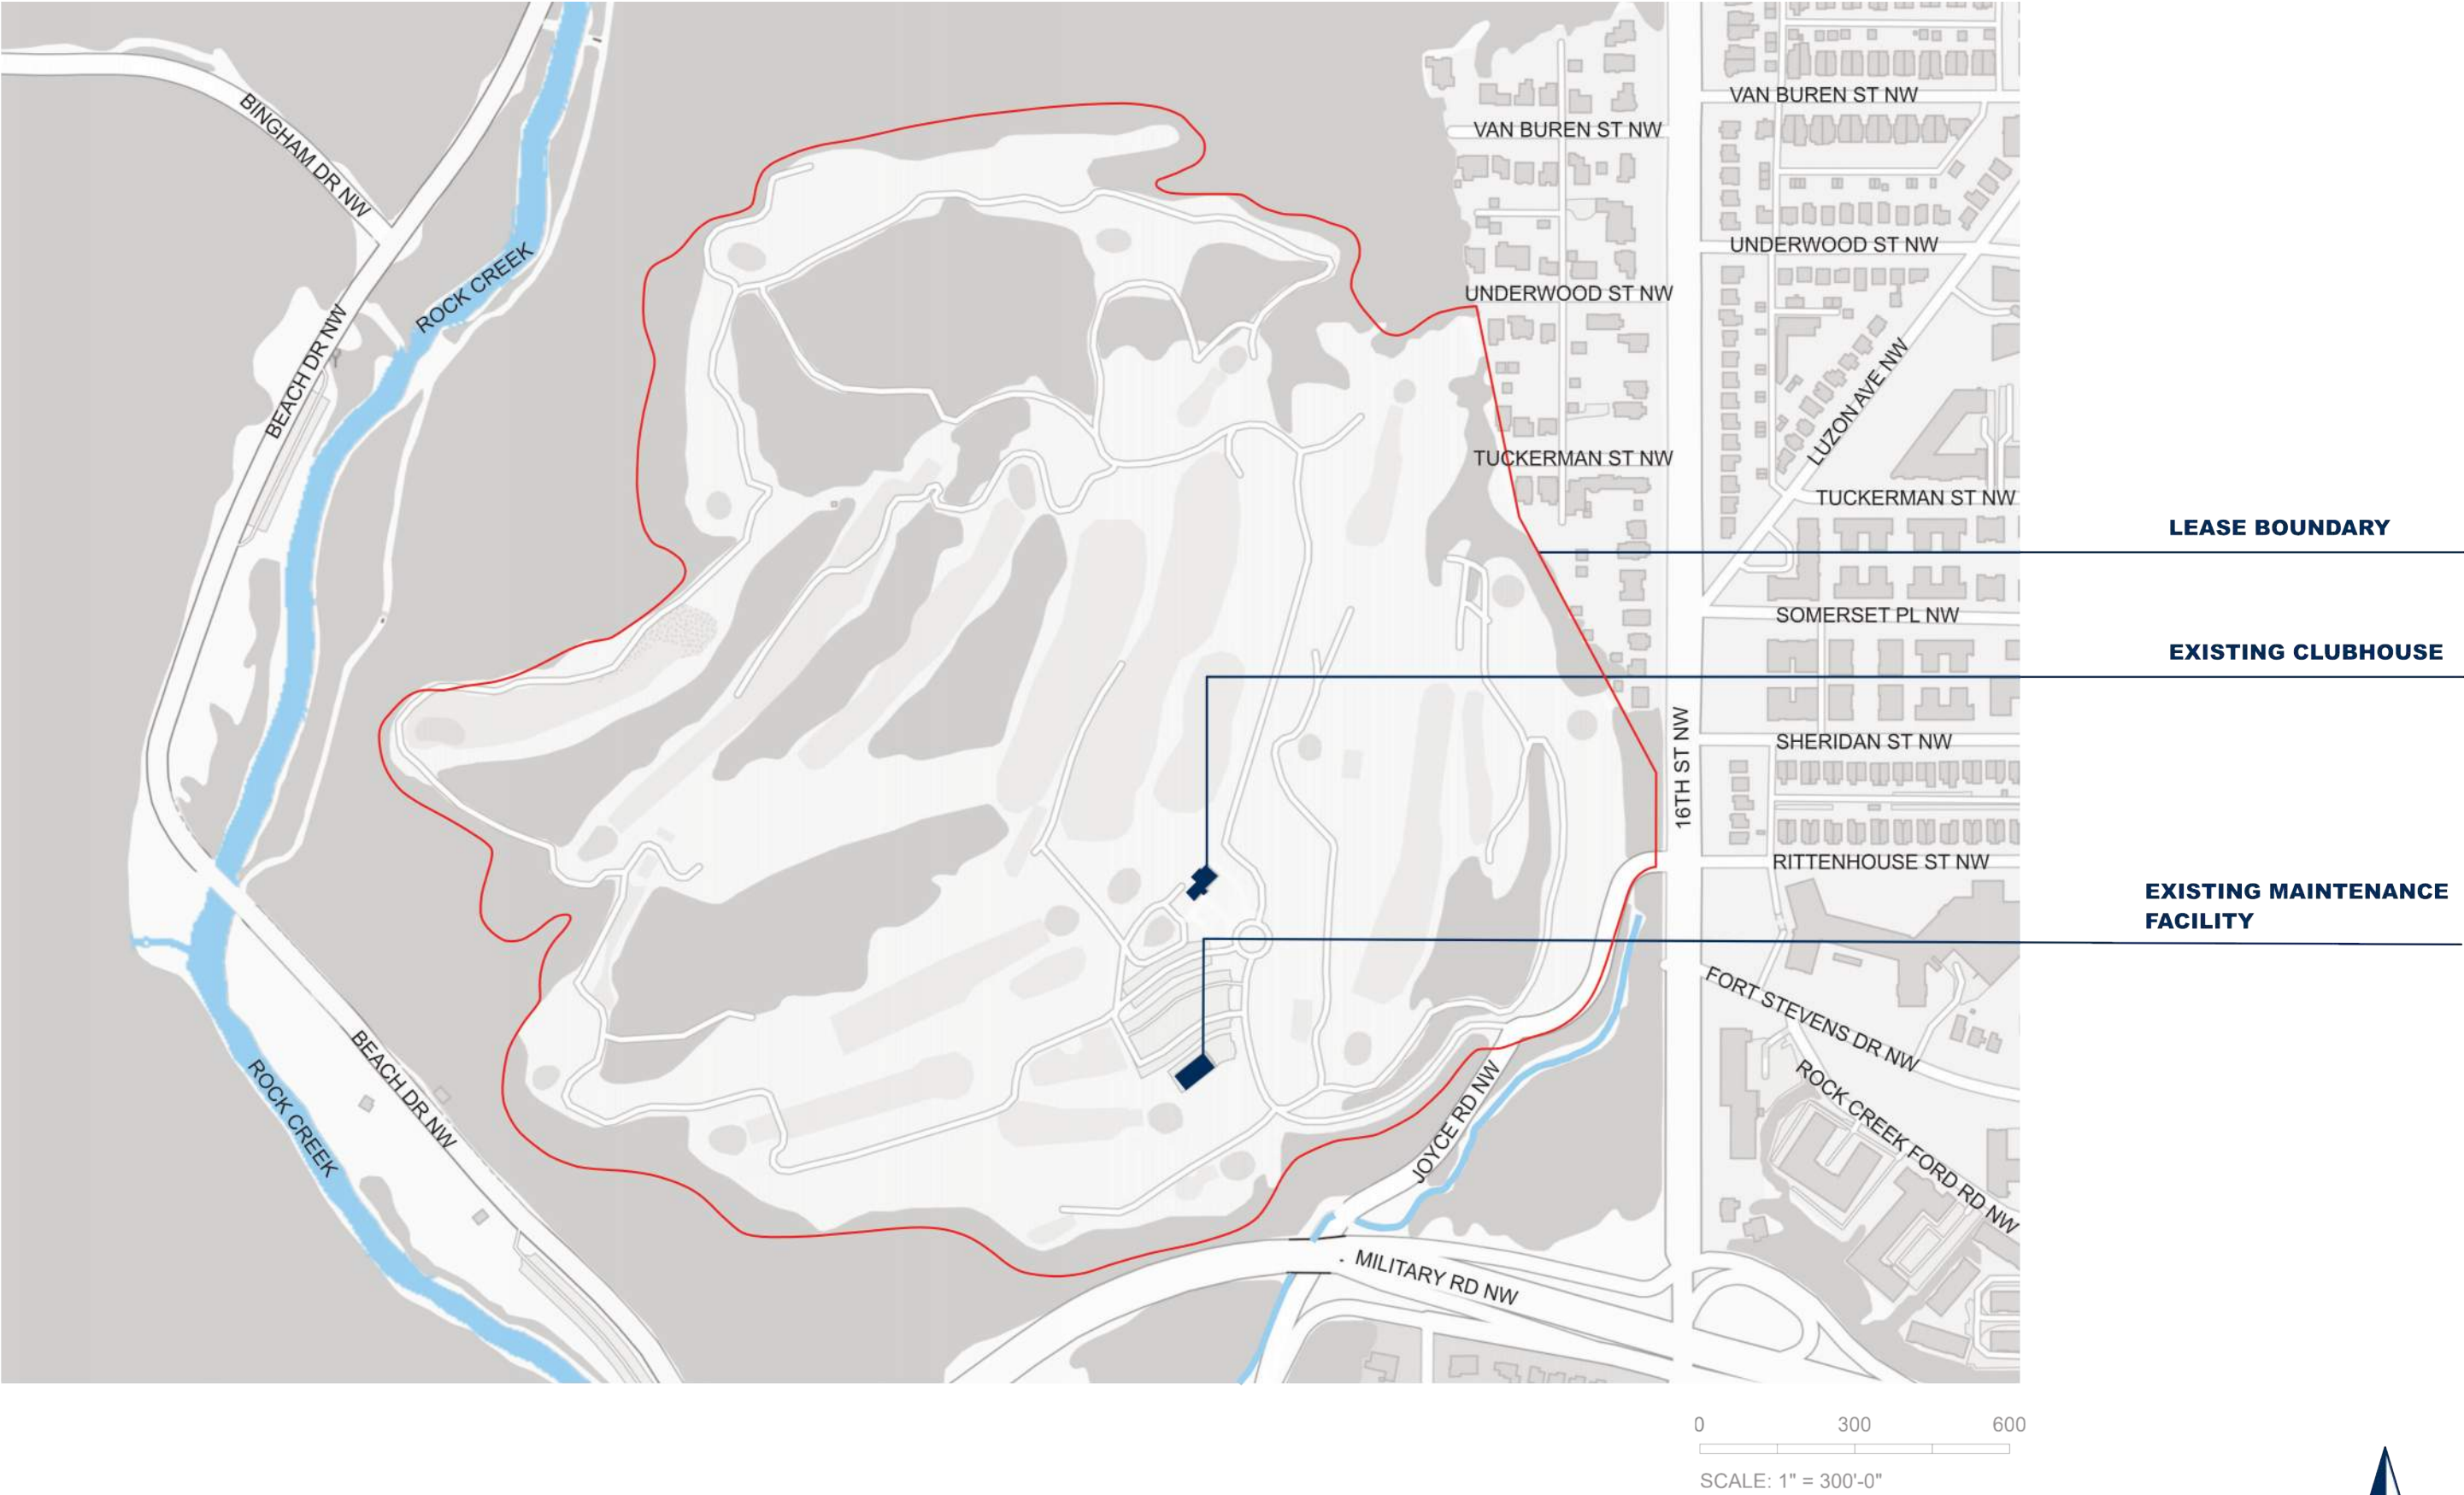 BINGHAM DR NW
ROCK CREEK
BEACH DR NW
VAN BUREN ST NW
VAN BUREN ST NW
UNDERWOOD ST NW
UNDERWOOD ST NW
LUZON AVE NW
TUCKERMAN ST NW
TUCKERMAN ST NW
LEASE BOUNDARY
SOMERSET PL NW
EXISTING CLUBHOUSE
16TH ST NW
SHERIDAN ST NW
RITTENHOUSE ST NW
EXISTING MAINTENANCE
FACILITY
FORT STEVENS DR NW
ROCK CREEK FORD RD NW
BEACH DR NW
ROCK CREEK
JOYCE RD NW
MILITARY RD NW
0 300 600
SCALE: 1" = 300'-0"